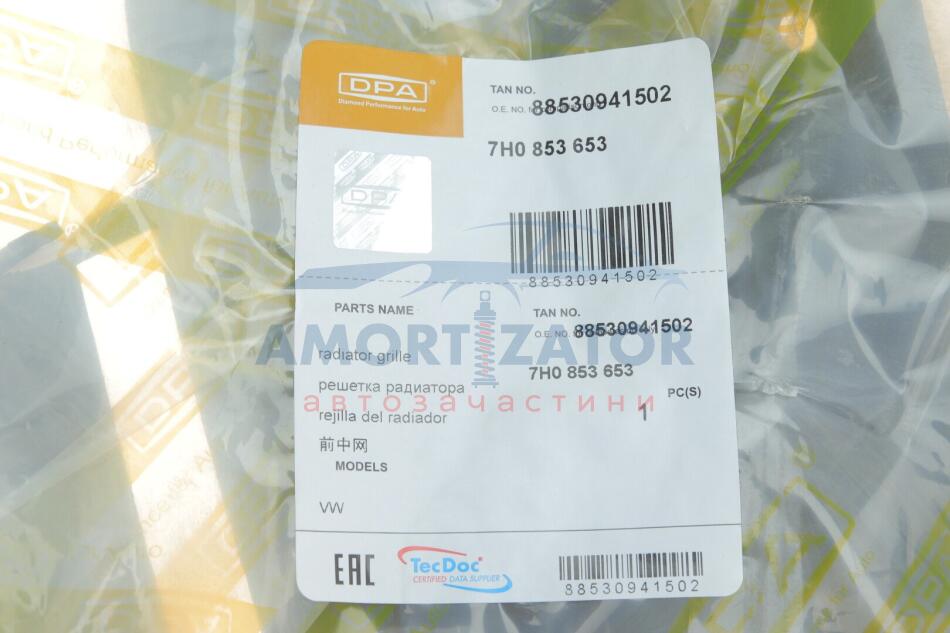 DPA®
Diamond Performance for Auto
TAN NO.
88530941502
O.E. NO.
7H0 853 653
DPA
88530941502
PARTS NAME
TAN NO.
O.E. NO. 88530941502
AMORTIZATOR
radiator grille
7H0 853 653
решетка радиатора
PC(S)
автозачастини
1
rejilla del radiador
前中网
MODELS
VW
EAC
TecDoc®
CERTIFIED DATA SUPPLIER
88530941502